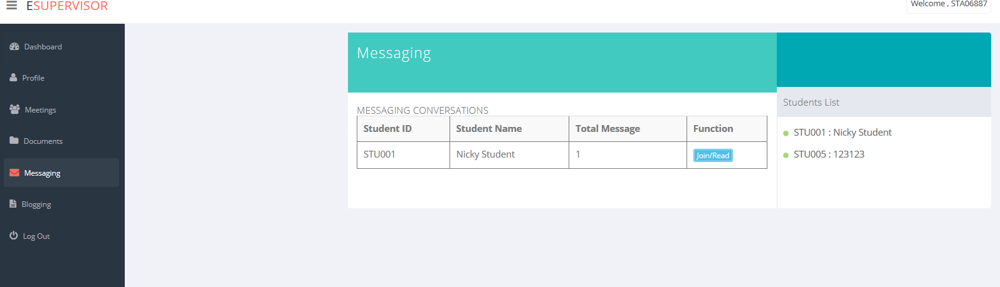 ESUPERVISOR
Welcome , STA06887
Dashboard
Profile
Meetings
Documents
Messaging
Blogging
Log Out
Messaging
MESSAGING CONVERSATIONS
Student ID Student Name Total Message Function
STU001 Nicky Student 1 Join/Read
Students List
STU001 : Nicky Student
STU005 : 123123